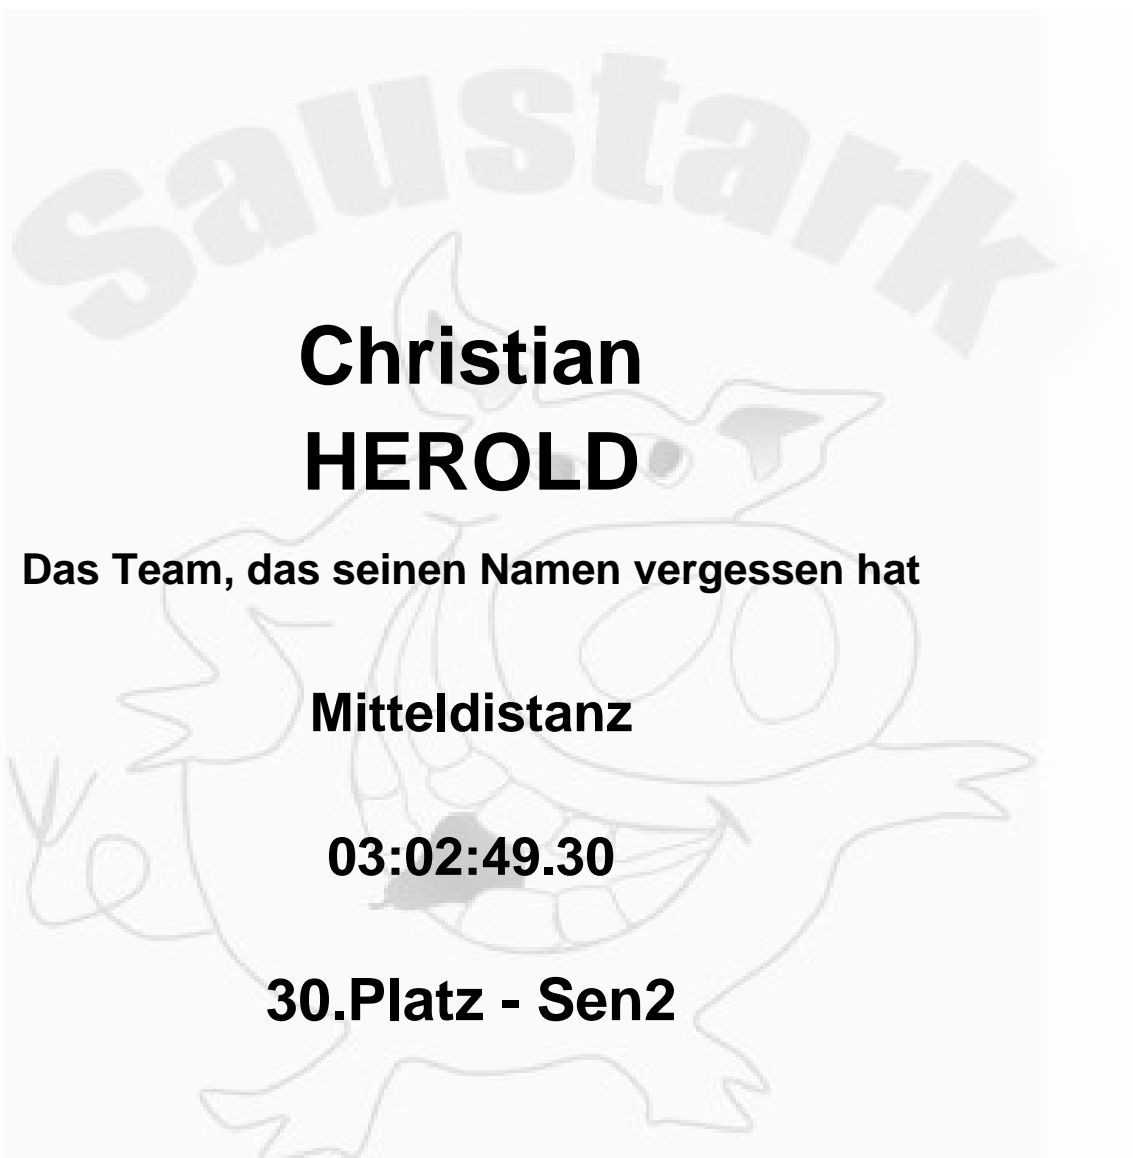 Saustark
Christian
HEROLD
Das Team, das seinen Namen vergessen hat
Mitteldistanz
03:02:49.30
30.Platz - Sen2